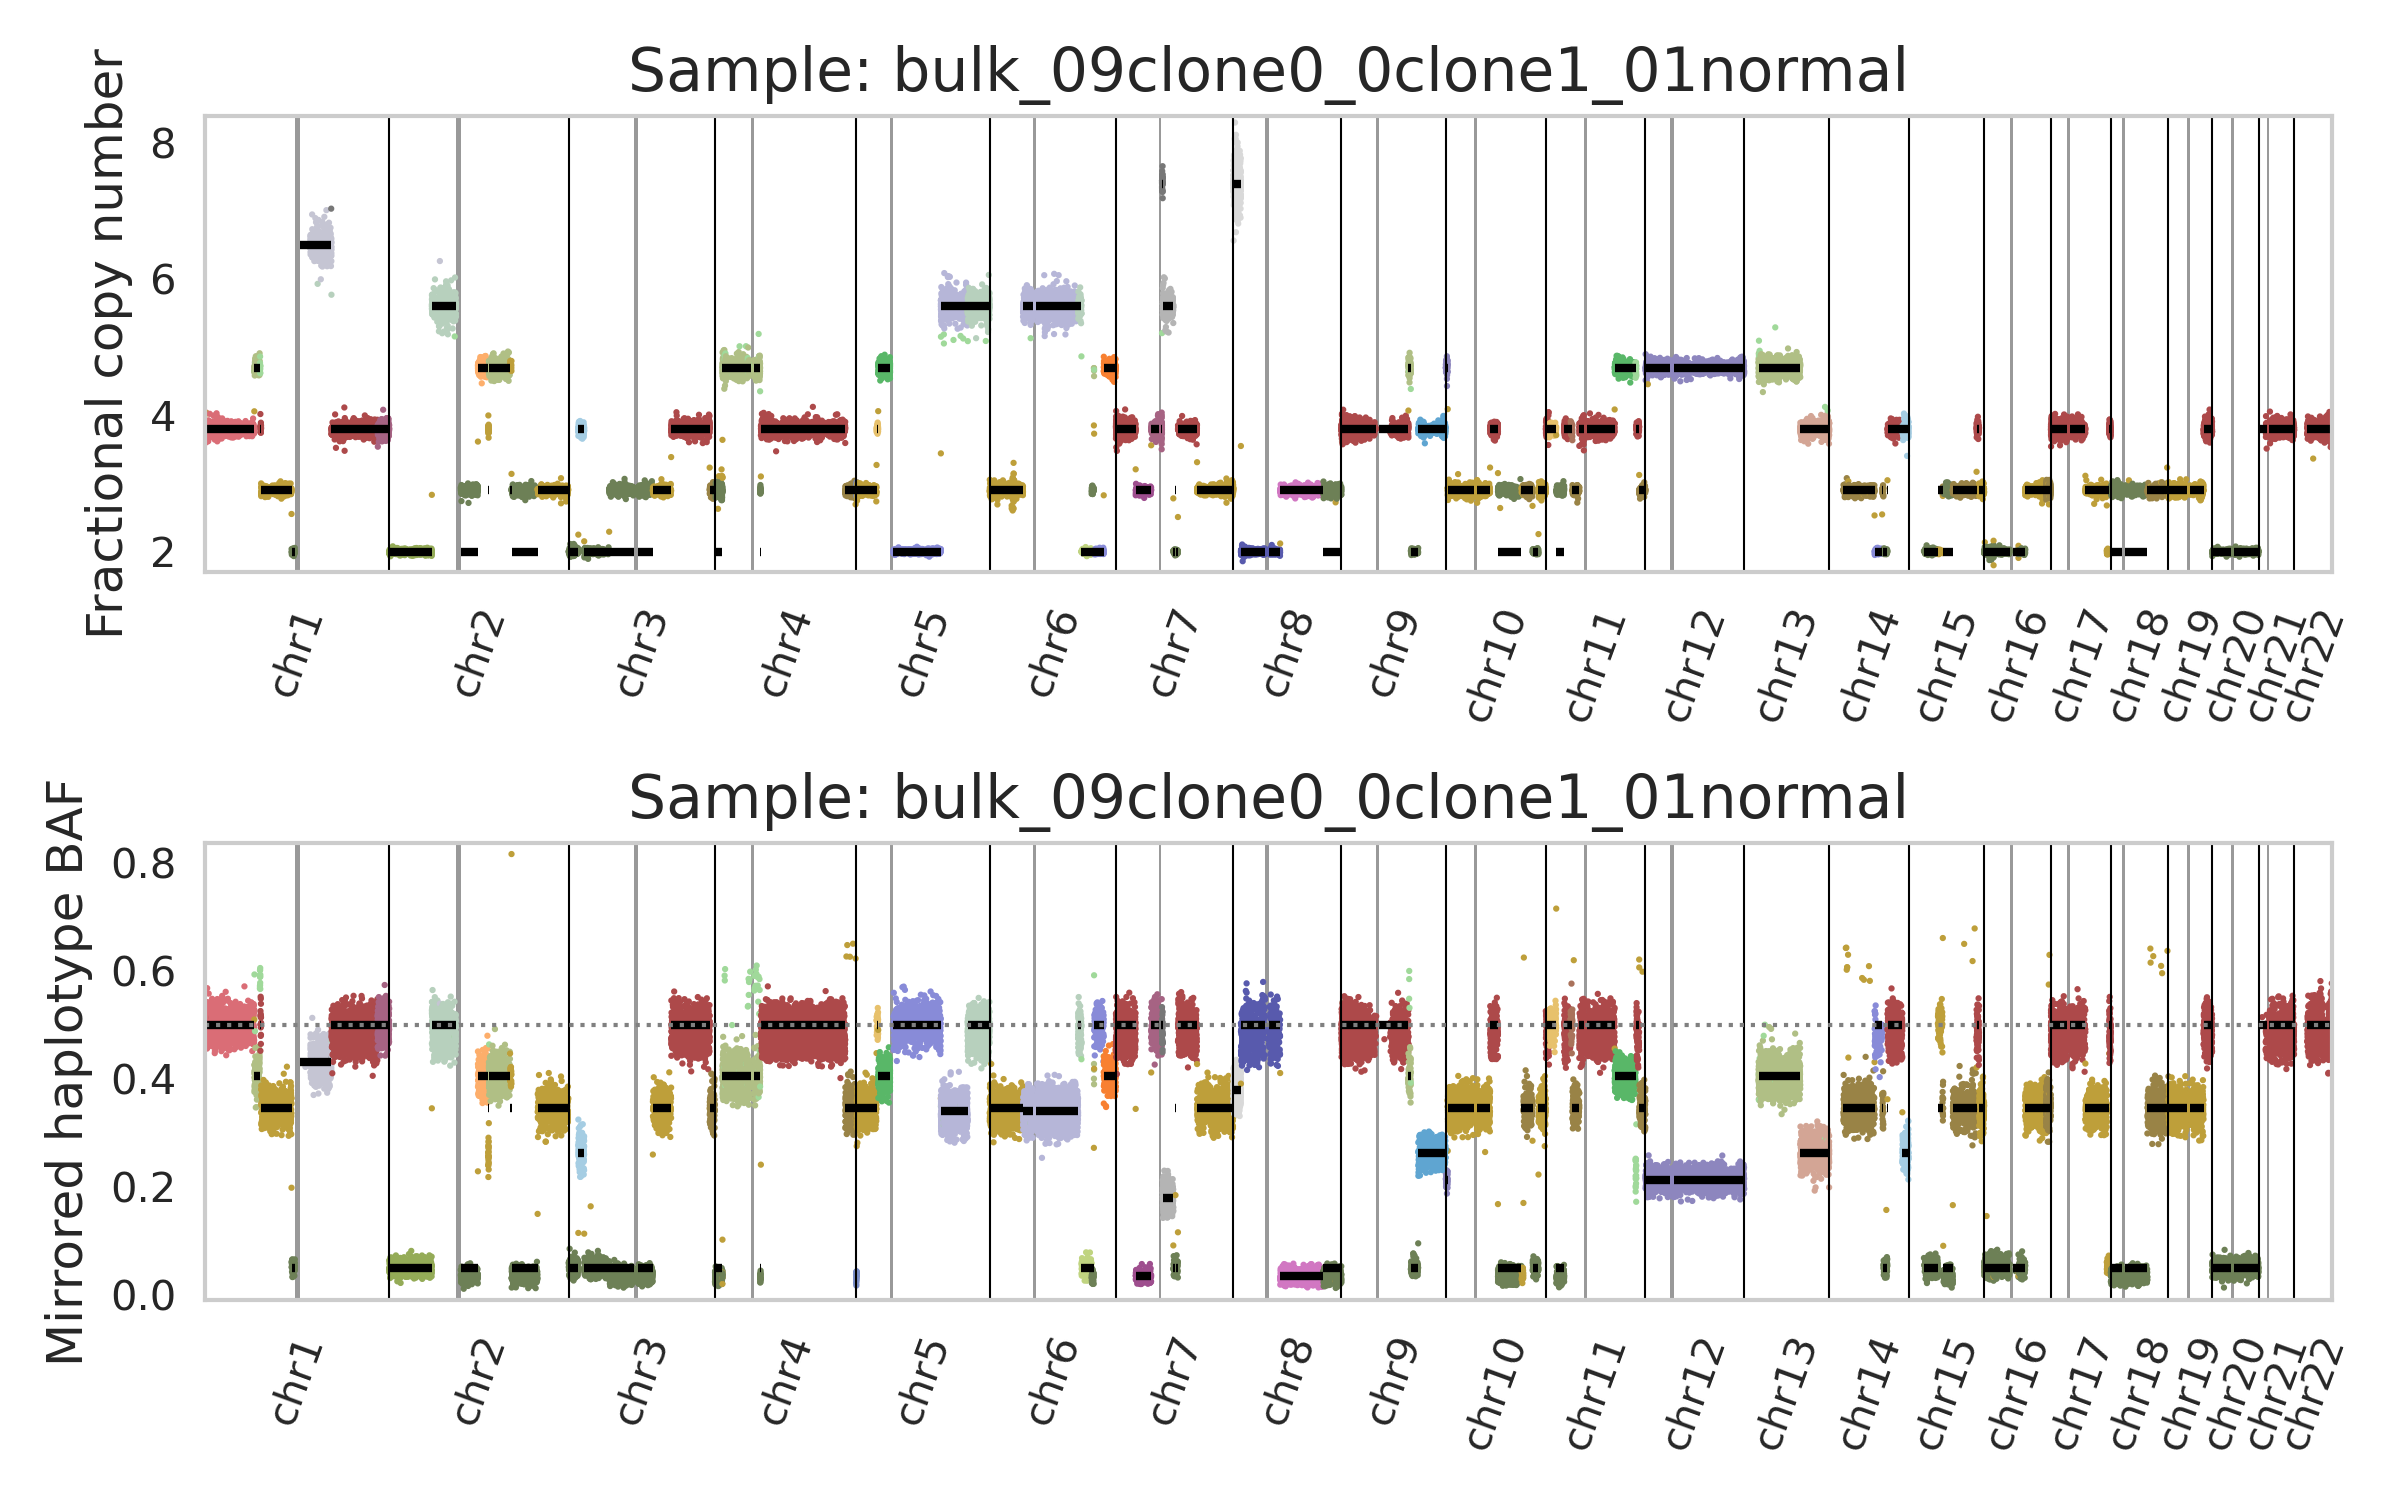 Sample: bulk_09clone0_0clone1_01normal
Fractional copy number
8
6
4
2
chr1 chr2 chr3 chr4 chr5 chr6 chr7 chr8 chr9 chr10 chr11 chr12 chr13 chr14 chr15 chr16 chr17 chr18 chr19 chr20 chr21 chr22
Sample: bulk_09clone0_0clone1_01normal
Mirrored haplotype BAF
0.8
0.6
0.4
0.2
0.0
chr1 chr2 chr3 chr4 chr5 chr6 chr7 chr8 chr9 chr10 chr11 chr12 chr13 chr14 chr15 chr16 chr17 chr18 chr19 chr20 chr21 chr22